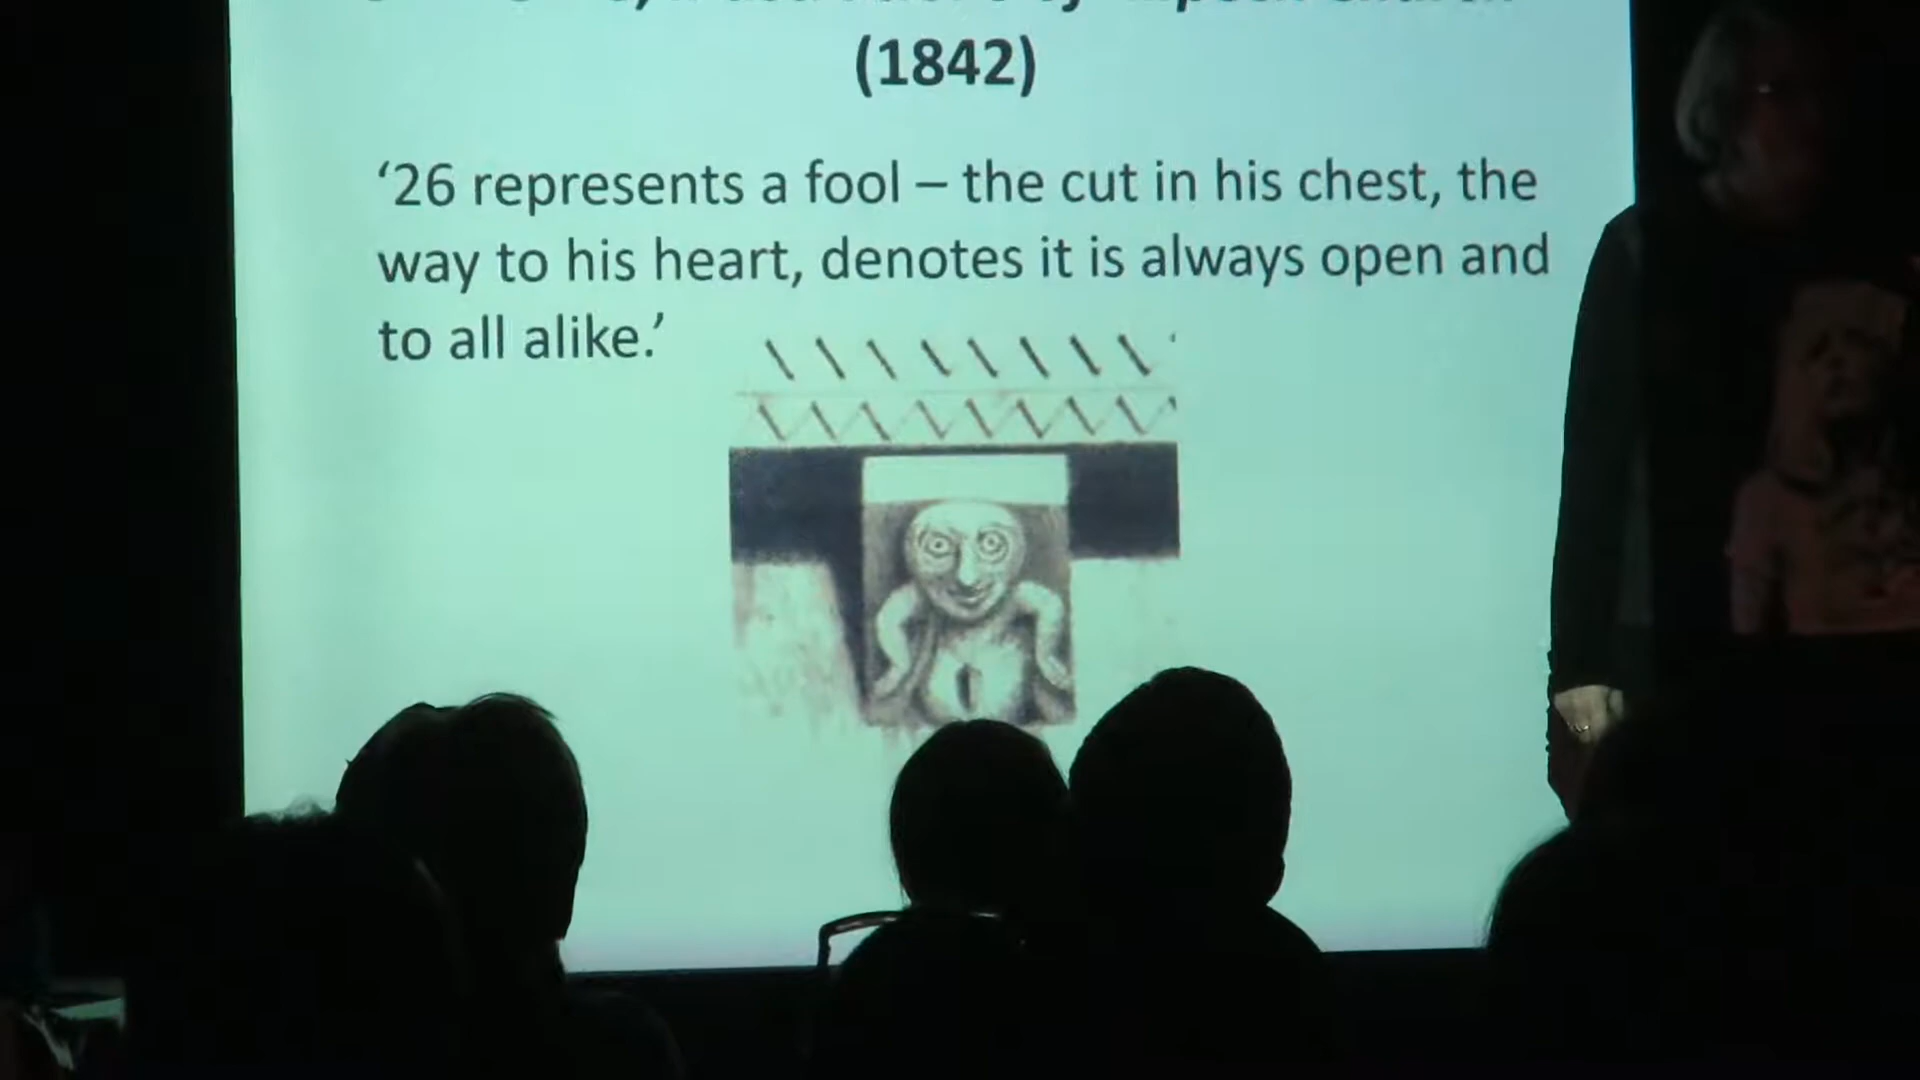 (1842)
‘26 represents a fool – the cut in his chest, the
way to his heart, denotes it is always open and
to all alike.’